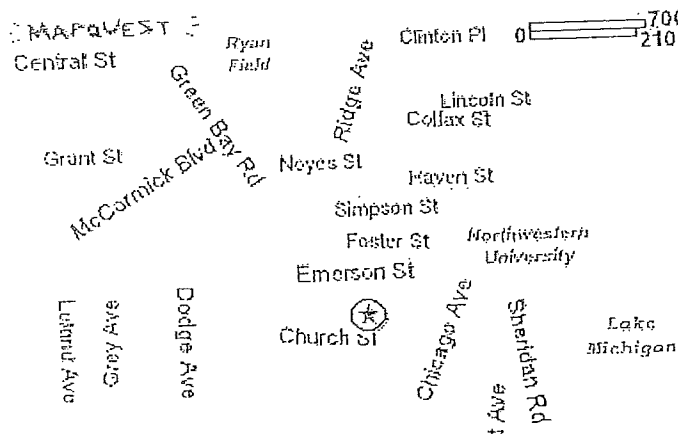 MAPQUEST
Ryan
Field
Clinton Pl
0
700
210
Central St
Green Bay Rd
Ridge Ave
Lincoln St
Colfax St
Grant St
McCormick Blvd
Noyes St
Haven St
Simpson St
Foster St
Northwestern
University
Emerson St
Leland Ave
Grey Ave
Dodge Ave
Church St
Chicago Ave
Sheridan Rd
Lake
Michigan
t Ave